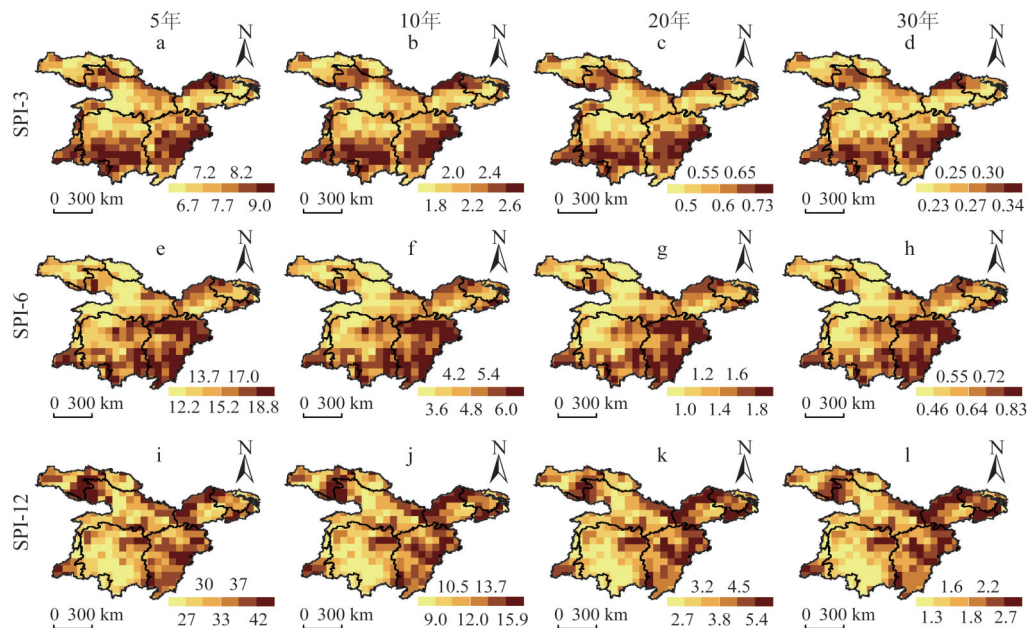 5年 10年 20年 30年
a N b N c N d N
SPI-3
7.2 8.2 2.0 2.4 0.55 0.65 0.25 0.30
0 300 km 6.7 7.7 9.0 0 300 km 1.8 2.2 2.6 0 300 km 0.5 0.6 0.73 0 300 km 0.23 0.27 0.34
e N f N g N h N
SPI-6
13.7 17.0 4.2 5.4 1.2 1.6 0.55 0.72
0 300 km 12.2 15.2 18.8 0 300 km 3.6 4.8 6.0 0 300 km 1.0 1.4 1.8 0 300 km 0.46 0.64 0.83
i N j N k N l N
SPI-12
30 37 10.5 13.7 3.2 4.5 1.6 2.2
0 300 km 27 33 42 0 300 km 9.0 12.0 15.9 0 300 km 2.7 3.8 5.4 0 300 km 1.3 1.8 2.7